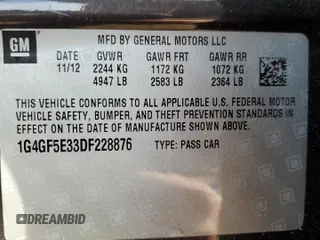 GM
MFD BY GENERAL MOTORS LLC
DATE GVWR GAWR FRT GAWR RR
11/12 2244 KG 1172 KG 1072 KG
4947 LB 2583 LB 2364 LB
THIS VEHICLE CONFORMS TO ALL APPLICABLE U.S. FEDERAL MOTOR
VEHICLE SAFETY, BUMPER, AND THEFT PREVENTION STANDARDS
IN EFFECT ON THE DATE OF MANUFACTURE SHOWN ABOVE.
1G4GF5E33DF228876 TYPE: PASS CAR
DREAMBID